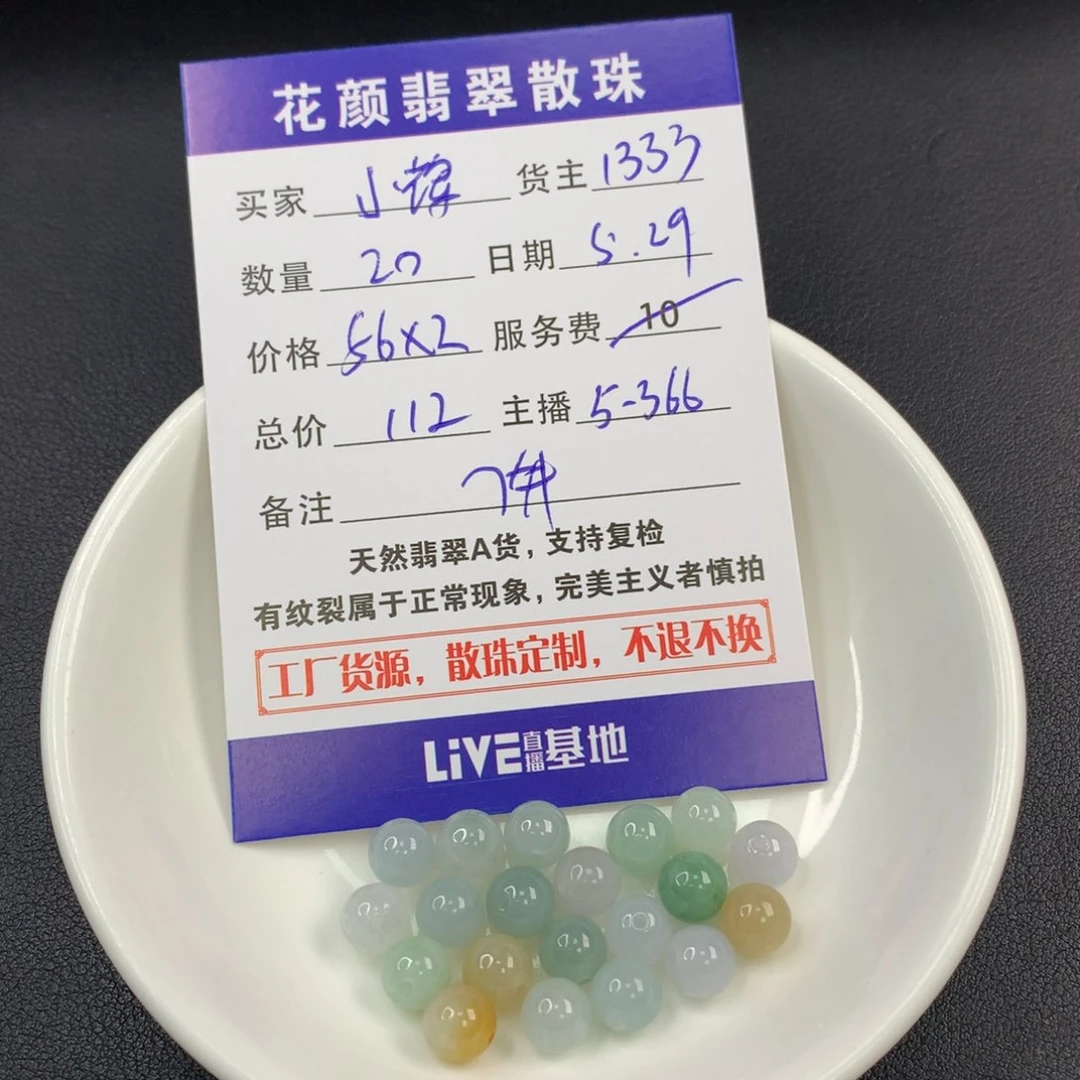 花颜翡翠散珠
买家 小 货主 1333
数量 20 日期 5.29
价格 56X2 服务费 10
总价 112 主播 5-366
备注
天然翡翠A货，支持复检
有纹裂属于正常现象，完美主义者慎拍
工厂货源，散珠定制，不退不换
LiVE直播基地